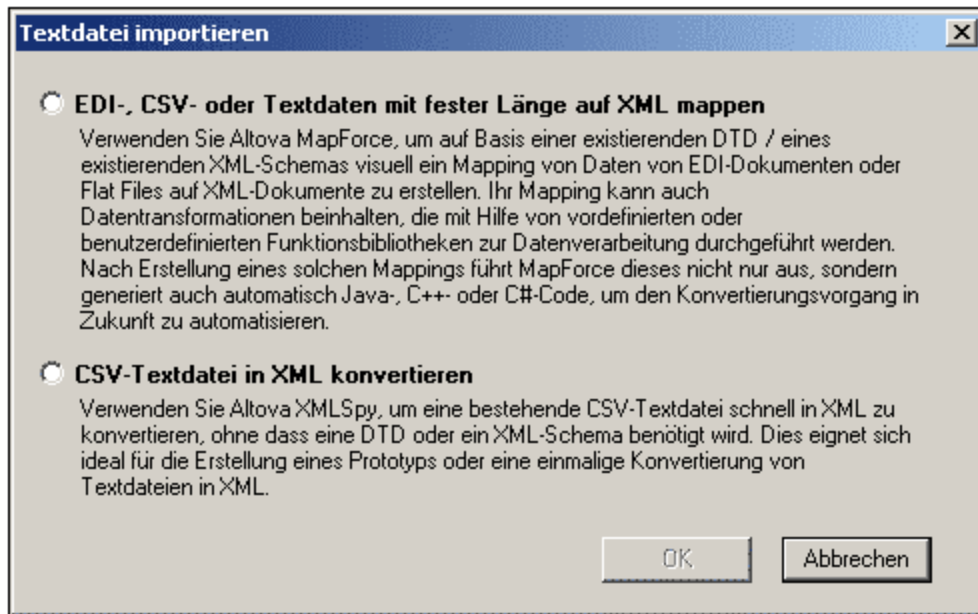 Textdatei importieren
EDI-, CSV- oder Textdaten mit fester Länge auf XML mappen
Verwenden Sie Altova MapForce, um auf Basis einer existierenden DTD / eines
existierenden XML-Schemas visuell ein Mapping von Daten von EDI-Dokumenten oder
Flat Files auf XML-Dokumente zu erstellen. Ihr Mapping kann auch
Datentransformationen beinhalten, die mit Hilfe von vordefinierten oder
benutzerdefinierten Funktionsbibliotheken zur Datenverarbeitung durchgeführt werden.
Nach Erstellung eines solchen Mappings führt MapForce dieses nicht nur aus, sondern
generiert auch automatisch Java-, C++- oder C#-Code, um den Konvertierungsvorgang in
Zukunft zu automatisieren.
CSV-Textdatei in XML konvertieren
Verwenden Sie Altova XMLSpy, um eine bestehende CSV-Textdatei schnell in XML zu
konvertieren, ohne dass eine DTD oder ein XML-Schema benötigt wird. Dies eignet sich
ideal für die Erstellung eines Prototyps oder eine einmalige Konvertierung von
Textdateien in XML.
OK
Abbrechen